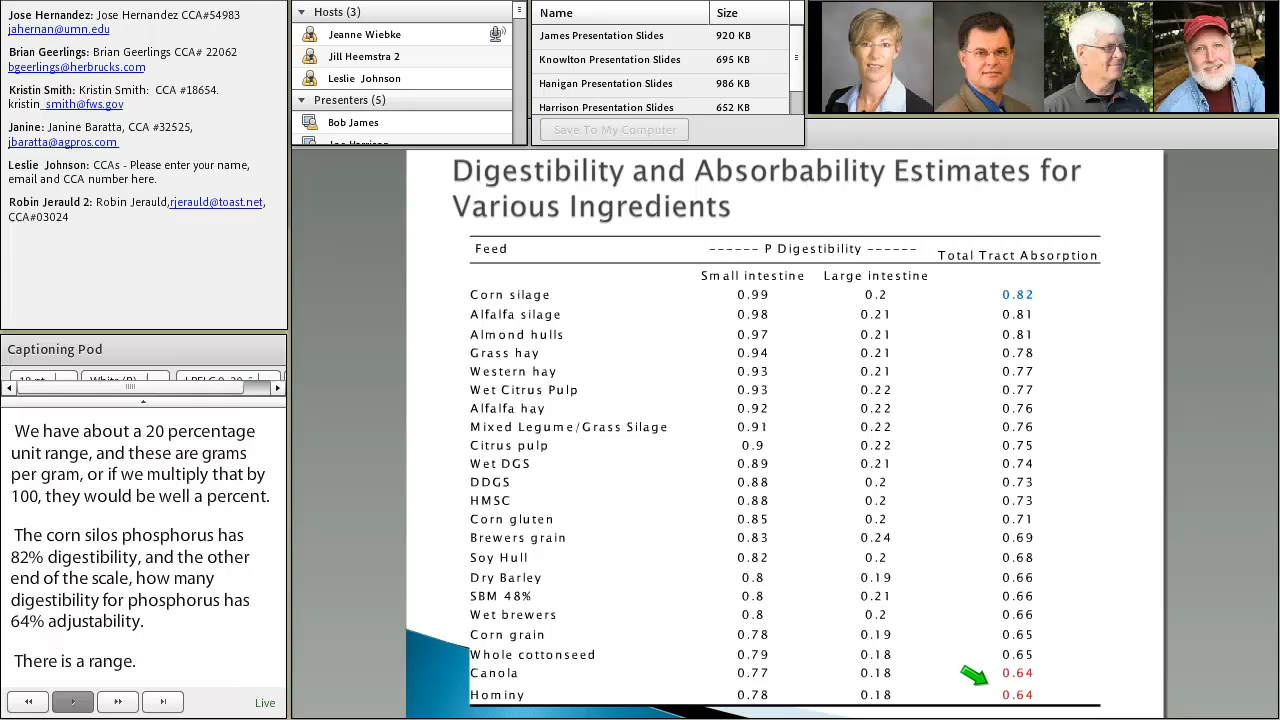 Jose Hernandez: Jose Hernandez CCA#54983
jahernan@umn.edu
Brian Geerlings: Brian Geerlings CCA# 22062
bgeerlings@herbrucks.com
Kristin Smith: Kristin Smith:  CCA #18654.
kristin_smith@fws.gov
Janine: Janine Baratta, CCA #32525,
jbaratta@agpros.com
Leslie Johnson: CCAs - Please enter your name,
email and CCA number here.
Robin Jerauld 2: Robin Jerauld,rjerauld@toast.net,
CCA#03024
Captioning Pod
We have about a 20 percentage
unit range, and these are grams
per gram, or if we multiply that by
100, they would be well a percent.
The corn silos phosphorus has
82% digestibility, and the other
end of the scale, how many
digestibility for phosphorus has
64% adjustability.
There is a range.
Live
Hosts (3)
Jeanne Wiebke
Jill Heemstra 2
Leslie Johnson
Presenters (5)
Bob James
Name Size
James Presentation Slides 920 KB
Knowlton Presentation Slides 695 KB
Hanigan Presentation Slides 986 KB
Harrison Presentation Slides 652 KB
Save To My Computer
Digestibility and Absorbability Estimates for
Various Ingredients
Feed ------ P Digestibility ------ Total Tract Absorption
Small intestine Large intestine
Corn silage 0.99 0.2 0.82
Alfalfa silage 0.98 0.21 0.81
Almond hulls 0.97 0.21 0.81
Grass hay 0.94 0.21 0.78
Western hay 0.93 0.21 0.77
Wet Citrus Pulp 0.93 0.22 0.77
Alfalfa hay 0.92 0.22 0.76
Mixed Legume/Grass Silage 0.91 0.22 0.76
Citrus pulp 0.9 0.22 0.75
Wet DGS 0.89 0.21 0.74
DDGS 0.88 0.2 0.73
HMSC 0.88 0.2 0.73
Corn gluten 0.85 0.2 0.71
Brewers grain 0.83 0.24 0.69
Soy Hull 0.82 0.2 0.68
Dry Barley 0.8 0.19 0.66
SBM 48% 0.8 0.21 0.66
Wet brewers 0.8 0.2 0.66
Corn grain 0.78 0.19 0.65
Whole cottonseed 0.79 0.18 0.65
Canola 0.77 0.18 0.64
Hominy 0.78 0.18 0.64